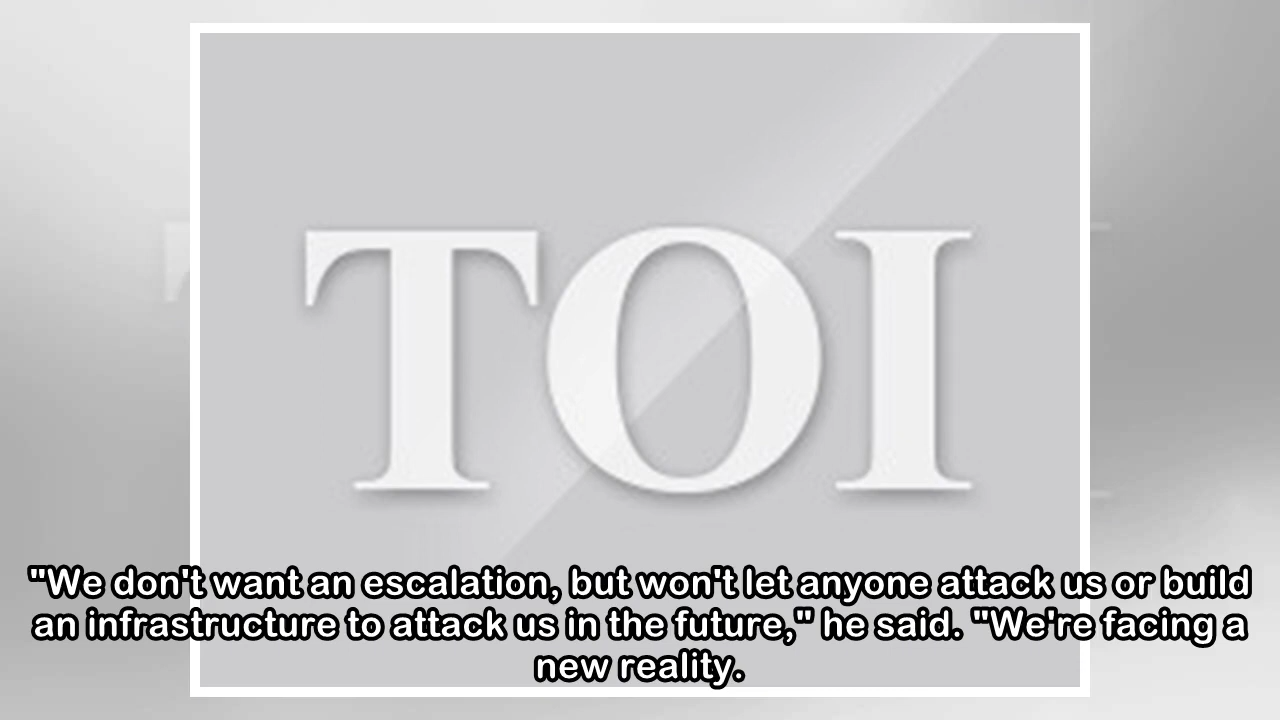 TOI
"We don't want an escalation, but won't let anyone attack us or build
an infrastructure to attack us in the future," he said. "We're facing a
new reality.